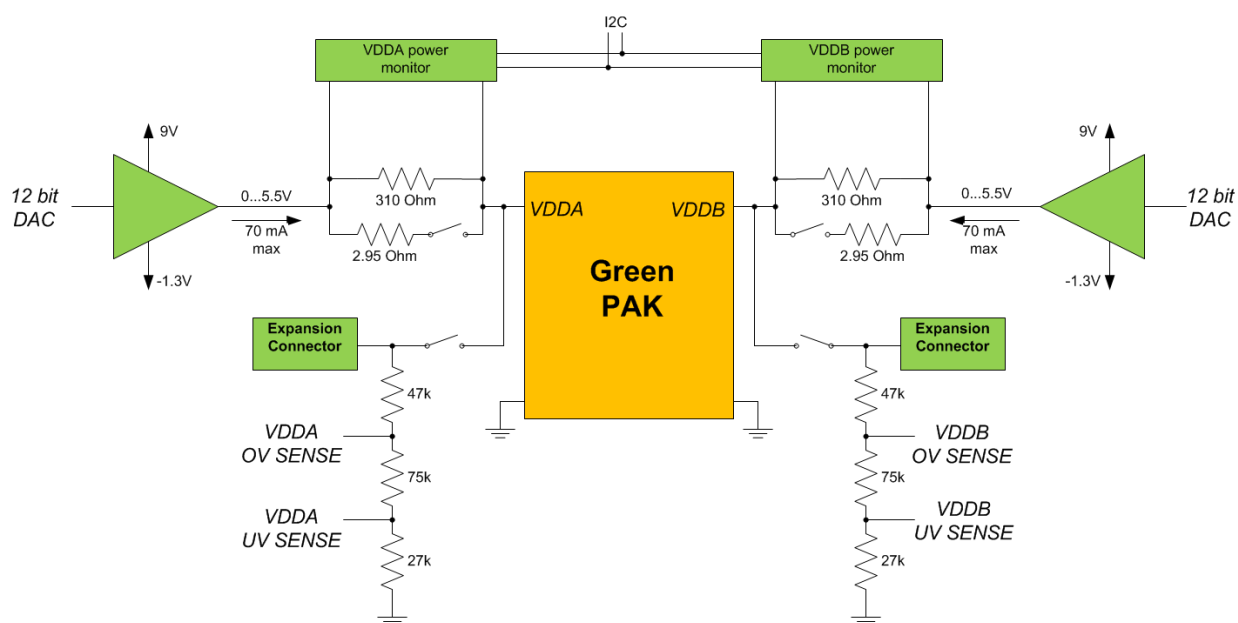 I2C
VDDA power
monitor
VDDB power
monitor
9V
9V
310 Ohm
310 Ohm
12 bit
DAC
0...5.5V
70 mA
max
2.95 Ohm
VDDA
VDDB
0...5.5V
70 mA
max
2.95 Ohm
12 bit
DAC
-1.3V
-1.3V
Green
PAK
Expansion
Connector
Expansion
Connector
47k
47k
VDDA
OV SENSE
VDDB
OV SENSE
75k
75k
VDDA
UV SENSE
VDDB
UV SENSE
27k
27k